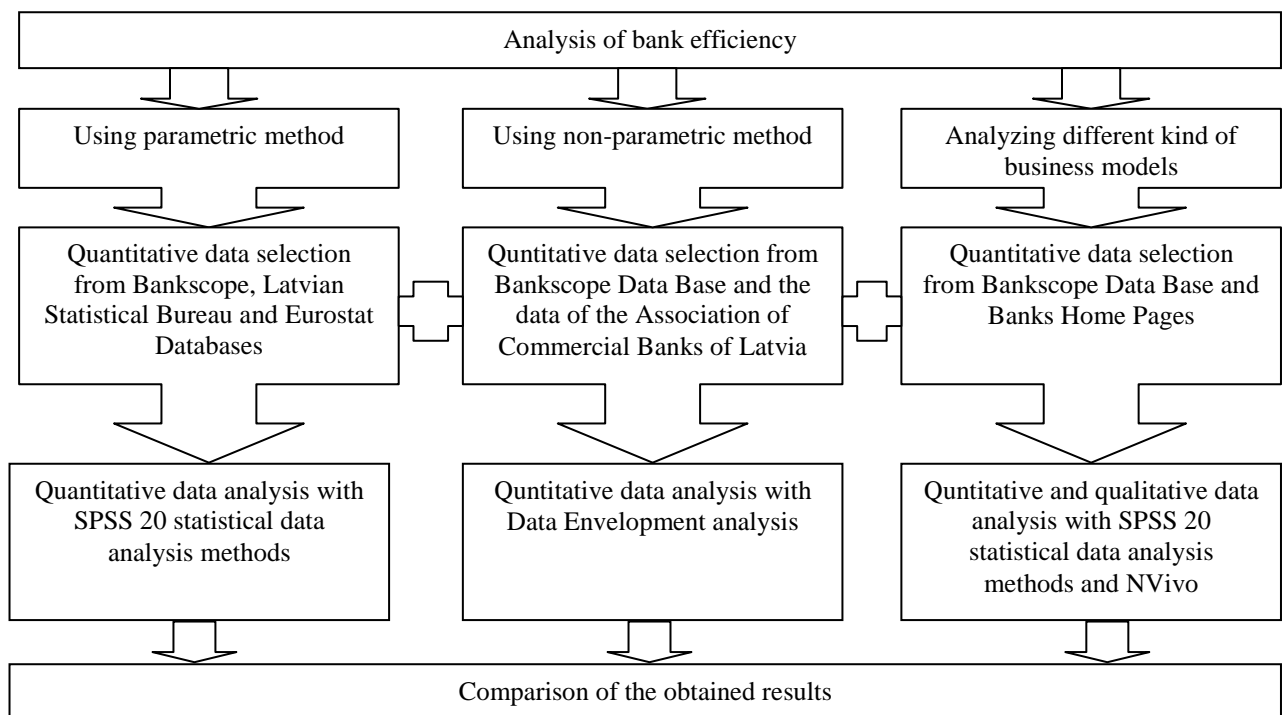 Analysis of bank efficiency
Using parametric method
Using non-parametric method
Analyzing different kind of
business models
Quantitative data selection
from Bankscope, Latvian
Statistical Bureau and Eurostat
Databases
Quntitative data selection from
Bankscope Data Base and the
data of the Association of
Commercial Banks of Latvia
Quantitative data selection
from Bankscope Data Base and
Banks Home Pages
Quantitative data analysis with
SPSS 20 statistical data
analysis methods
Quntitative data analysis with
Data Envelopment analysis
Quntitative and qualitative data
analysis with SPSS 20
statistical data analysis
methods and NVivo
Comparison of the obtained results